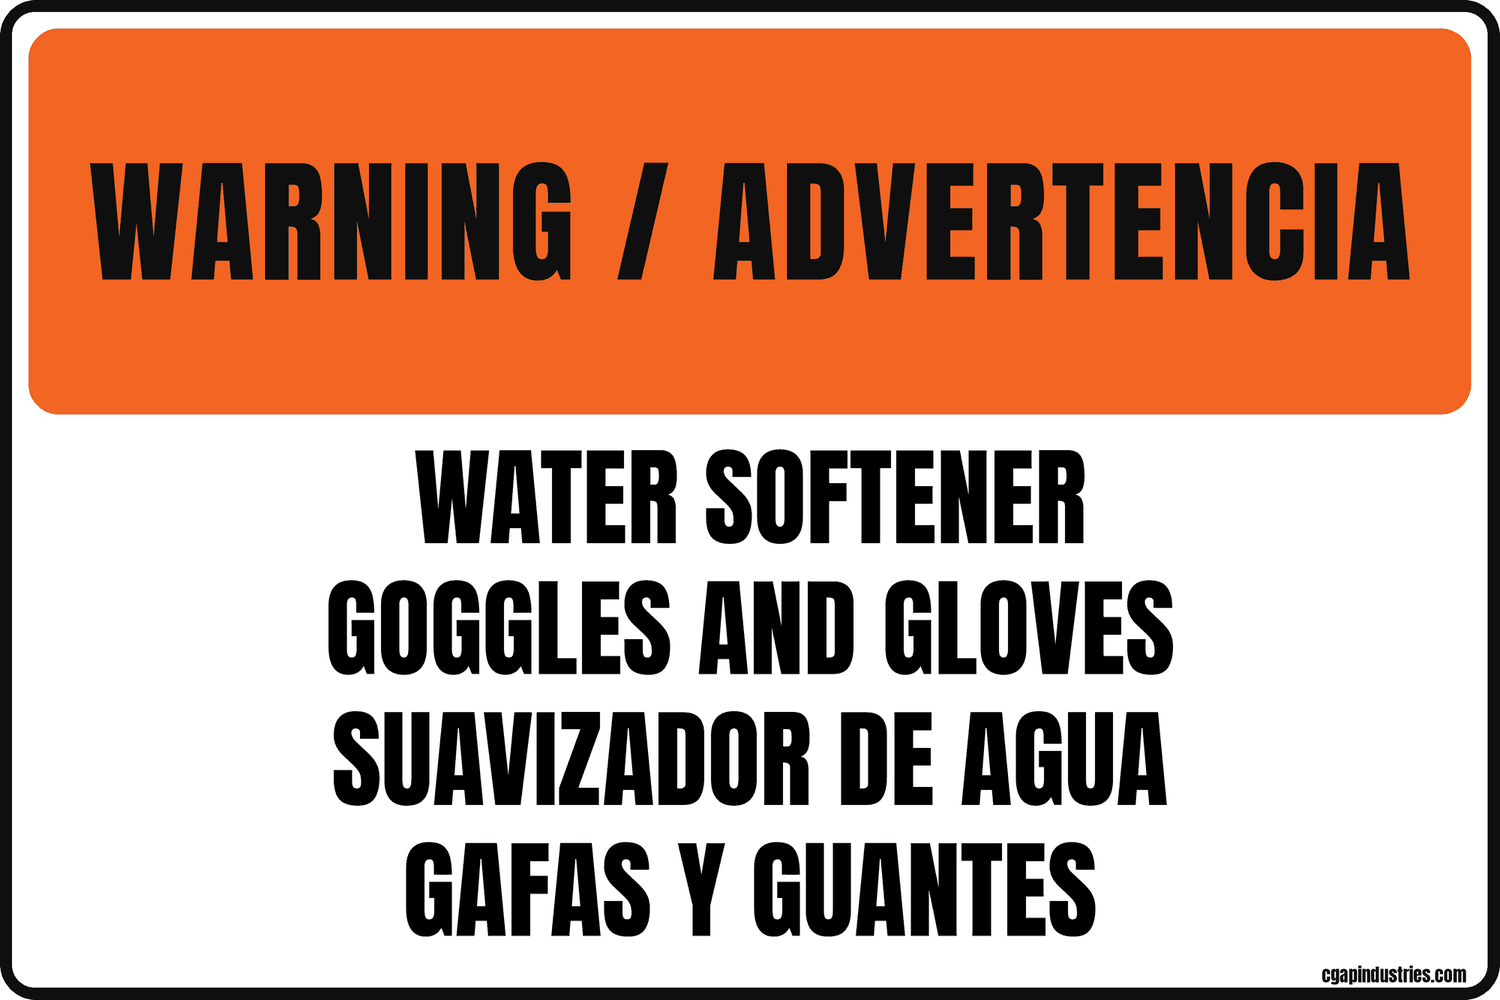 WARNING / ADVERTENCIA
WATER SOFTENER
GOGGLES AND GLOVES
SUAVIZADOR DE AGUA
GAFAS Y GUANTES
cgapindustries.com